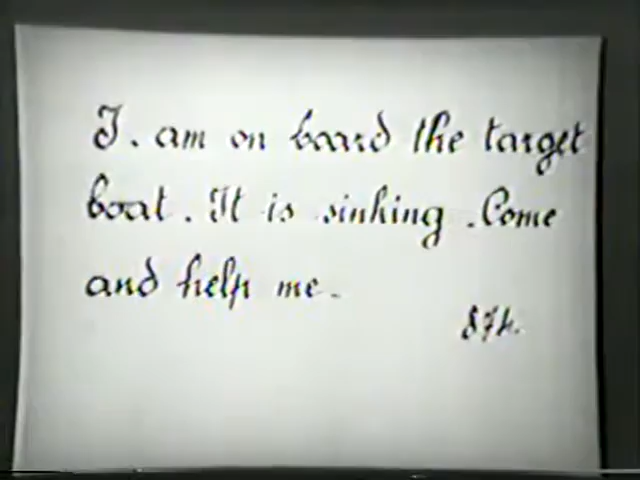 I. am on board the target
boat. It is sinking. Come
and help me.